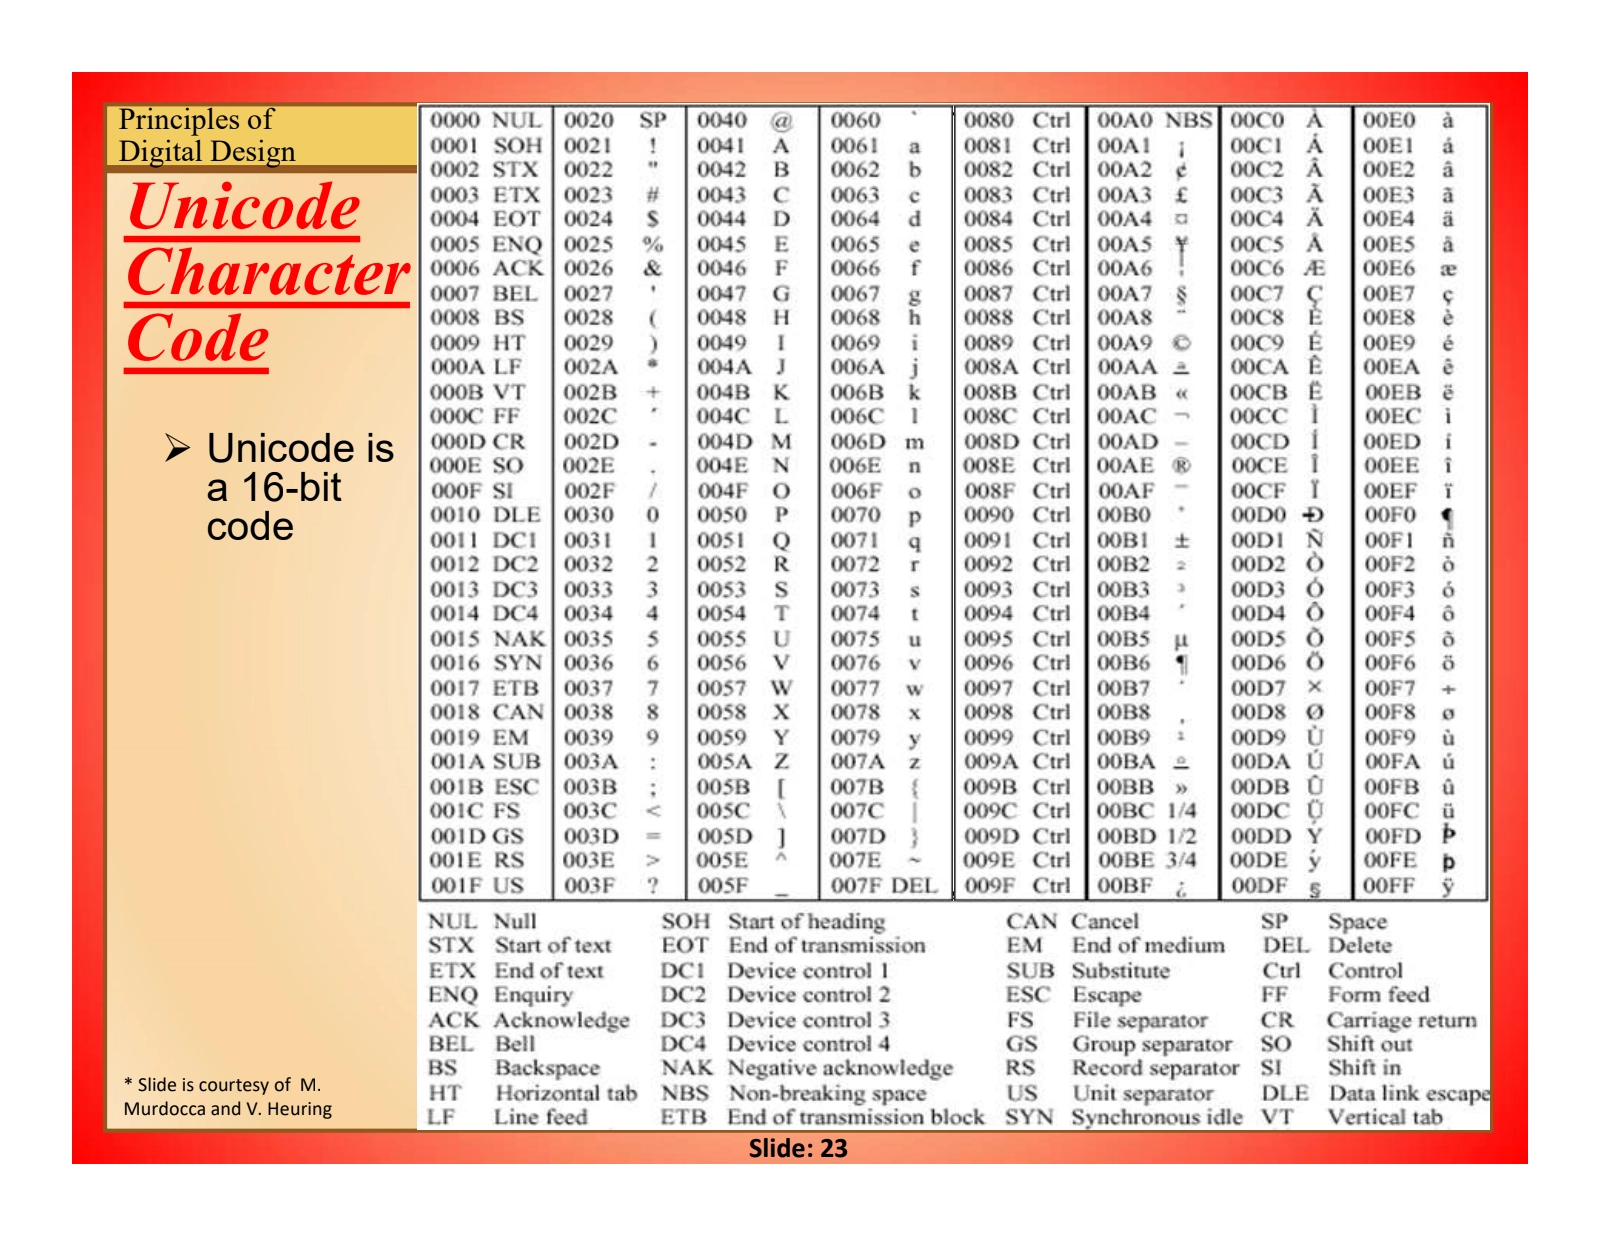 Principles of
Digital Design
Unicode
Character
Code
➢ Unicode is
a 16-bit
code
* Slide is courtesy of M.
Murdocca and V. Heuring
0000 NUL 0020 SP 0040 @ 0060 ` 0080 Ctrl 00A0 NBS 00C0 À 00E0 à
0001 SOH 0021 ! 0041 A 0061 a 0081 Ctrl 00A1 ¡ 00C1 Á 00E1 á
0002 STX 0022 " 0042 B 0062 b 0082 Ctrl 00A2 ¢ 00C2 Â 00E2 â
0003 ETX 0023 # 0043 C 0063 c 0083 Ctrl 00A3 £ 00C3 Ã 00E3 ã
0004 EOT 0024 $ 0044 D 0064 d 0084 Ctrl 00A4 ¤ 00C4 Ä 00E4 ä
0005 ENQ 0025 % 0045 E 0065 e 0085 Ctrl 00A5 ¥ 00C5 Å 00E5 å
0006 ACK 0026 & 0046 F 0066 f 0086 Ctrl 00A6 ¦ 00C6 Æ 00E6 æ
0007 BEL 0027 ' 0047 G 0067 g 0087 Ctrl 00A7 § 00C7 Ç 00E7 ç
0008 BS 0028 ( 0048 H 0068 h 0088 Ctrl 00A8 ¨ 00C8 È 00E8 è
0009 HT 0029 ) 0049 I 0069 i 0089 Ctrl 00A9 © 00C9 É 00E9 é
000A LF 002A * 004A J 006A j 008A Ctrl 00AA ª 00CA Ê 00EA ê
000B VT 002B + 004B K 006B k 008B Ctrl 00AB « 00CB Ë 00EB ë
000C FF 002C ´ 004C L 006C l 008C Ctrl 00AC ¬ 00CC Ì 00EC ì
000D CR 002D - 004D M 006D m 008D Ctrl 00AD – 00CD Í 00ED í
000E SO 002E . 004E N 006E n 008E Ctrl 00AE ® 00CE Î 00EE î
000F SI 002F / 004F O 006F o 008F Ctrl 00AF ¯ 00CF Ï 00EF ï
0010 DLE 0030 0 0050 P 0070 p 0090 Ctrl 00B0 ° 00D0 Ð 00F0 ¶
0011 DC1 0031 1 0051 Q 0071 q 0091 Ctrl 00B1 ± 00D1 Ñ 00F1 ñ
0012 DC2 0032 2 0052 R 0072 r 0092 Ctrl 00B2 ² 00D2 Ò 00F2 ò
0013 DC3 0033 3 0053 S 0073 s 0093 Ctrl 00B3 ³ 00D3 Ó 00F3 ó
0014 DC4 0034 4 0054 T 0074 t 0094 Ctrl 00B4 ´ 00D4 Ô 00F4 ô
0015 NAK 0035 5 0055 U 0075 u 0095 Ctrl 00B5 µ 00D5 Õ 00F5 õ
0016 SYN 0036 6 0056 V 0076 v 0096 Ctrl 00B6 ¶ 00D6 Ö 00F6 ö
0017 ETB 0037 7 0057 W 0077 w 0097 Ctrl 00B7 · 00D7 × 00F7 ÷
0018 CAN 0038 8 0058 X 0078 x 0098 Ctrl 00B8 ¸ 00D8 Ø 00F8 ø
0019 EM 0039 9 0059 Y 0079 y 0099 Ctrl 00B9 ¹ 00D9 Ù 00F9 ù
001A SUB 003A : 005A Z 007A z 009A Ctrl 00BA º 00DA Ú 00FA ú
001B ESC 003B ; 005B [ 007B { 009B Ctrl 00BB » 00DB Û 00FB û
001C FS 003C < 005C \ 007C | 009C Ctrl 00BC 1/4 00DC Ü 00FC ü
001D GS 003D = 005D ] 007D } 009D Ctrl 00BD 1/2 00DD Ý 00FD Þ
001E RS 003E > 005E ^ 007E ~ 009E Ctrl 00BE 3/4 00DE ý 00FE þ
001F US 003F ? 005F _ 007F DEL 009F Ctrl 00BF ¿ 00DF § 00FF ÿ
NUL Null SOH Start of heading CAN Cancel SP Space
STX Start of text EOT End of transmission EM End of medium DEL Delete
ETX End of text DC1 Device control 1 SUB Substitute Ctrl Control
ENQ Enquiry DC2 Device control 2 ESC Escape FF Form feed
ACK Acknowledge DC3 Device control 3 FS File separator CR Carriage return
BEL Bell DC4 Device control 4 GS Group separator SO Shift out
BS Backspace NAK Negative acknowledge RS Record separator SI Shift in
HT Horizontal tab NBS Non-breaking space US Unit separator DLE Data link escape
LF Line feed ETB End of transmission block SYN Synchronous idle VT Vertical tab
Slide: 23